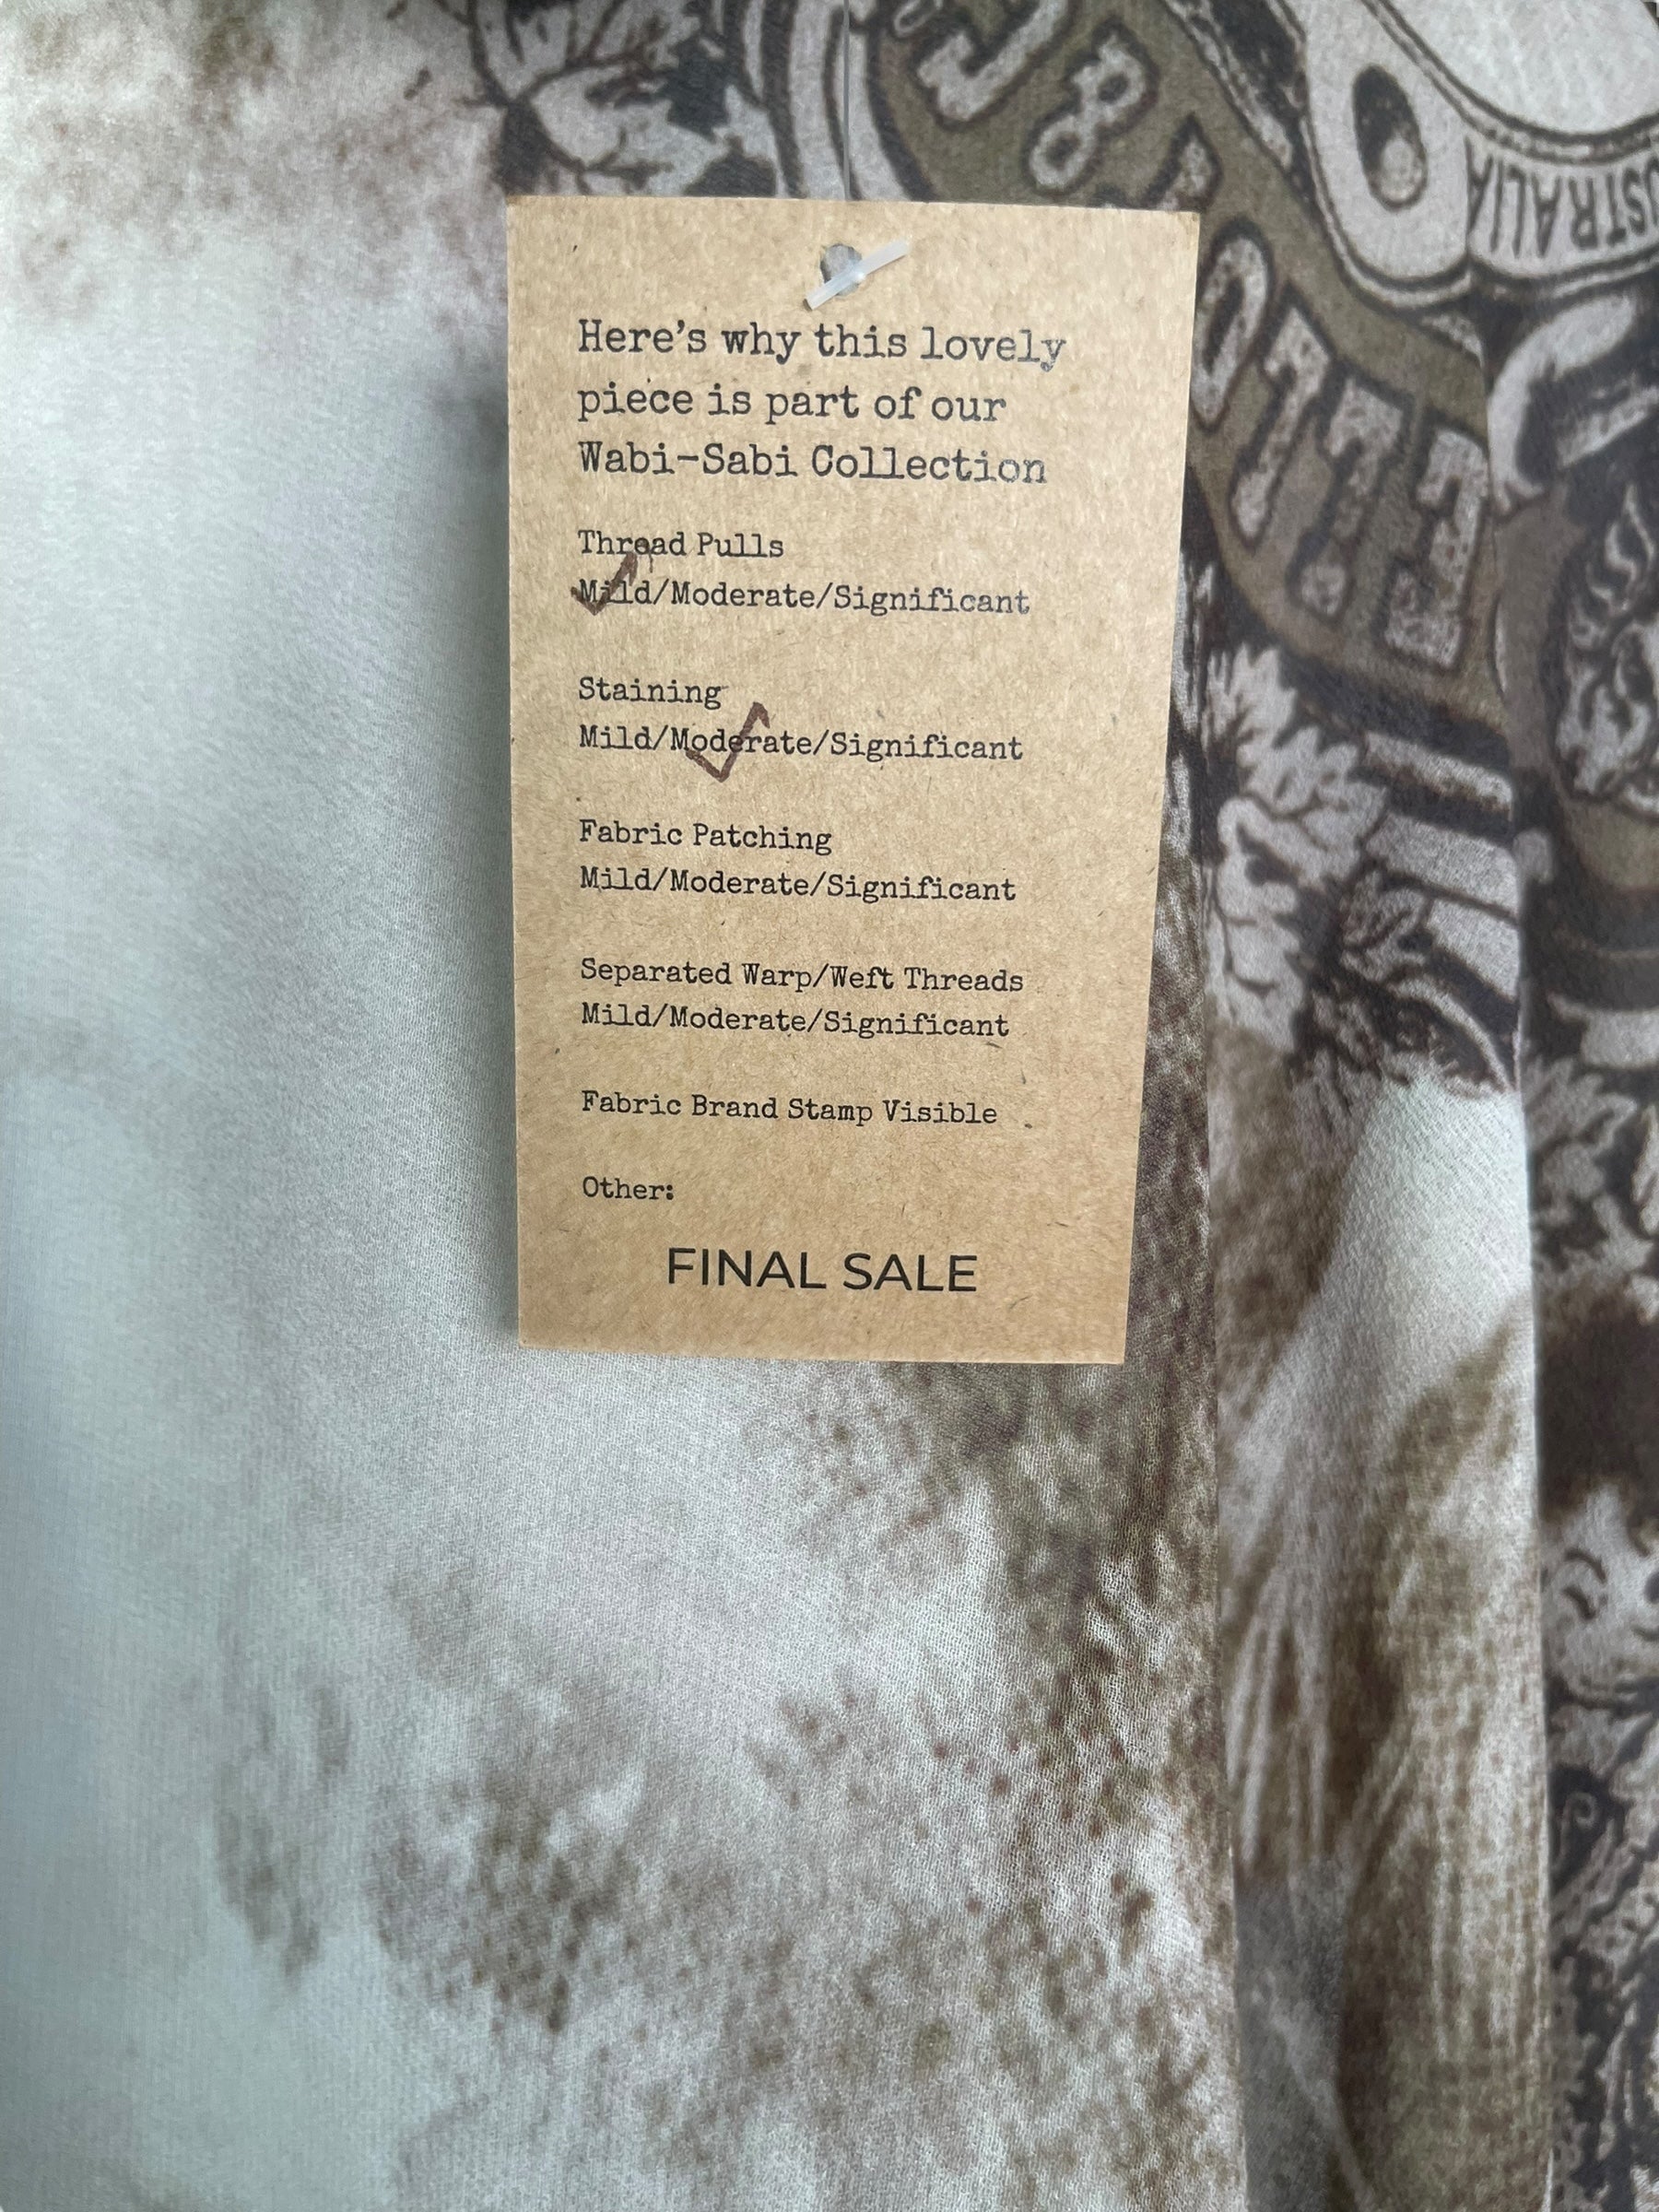 Here's why this lovely
piece is part of our
Wabi-Sabi Collection
Thread Pulls
Mild/Moderate/Significant
Staining
Mild/Moderate/Significant
Fabric Patching
Mild/Moderate/Significant
Separated Warp/Weft Threads
Mild/Moderate/Significant
Fabric Brand Stamp Visible
Other:
FINAL SALE